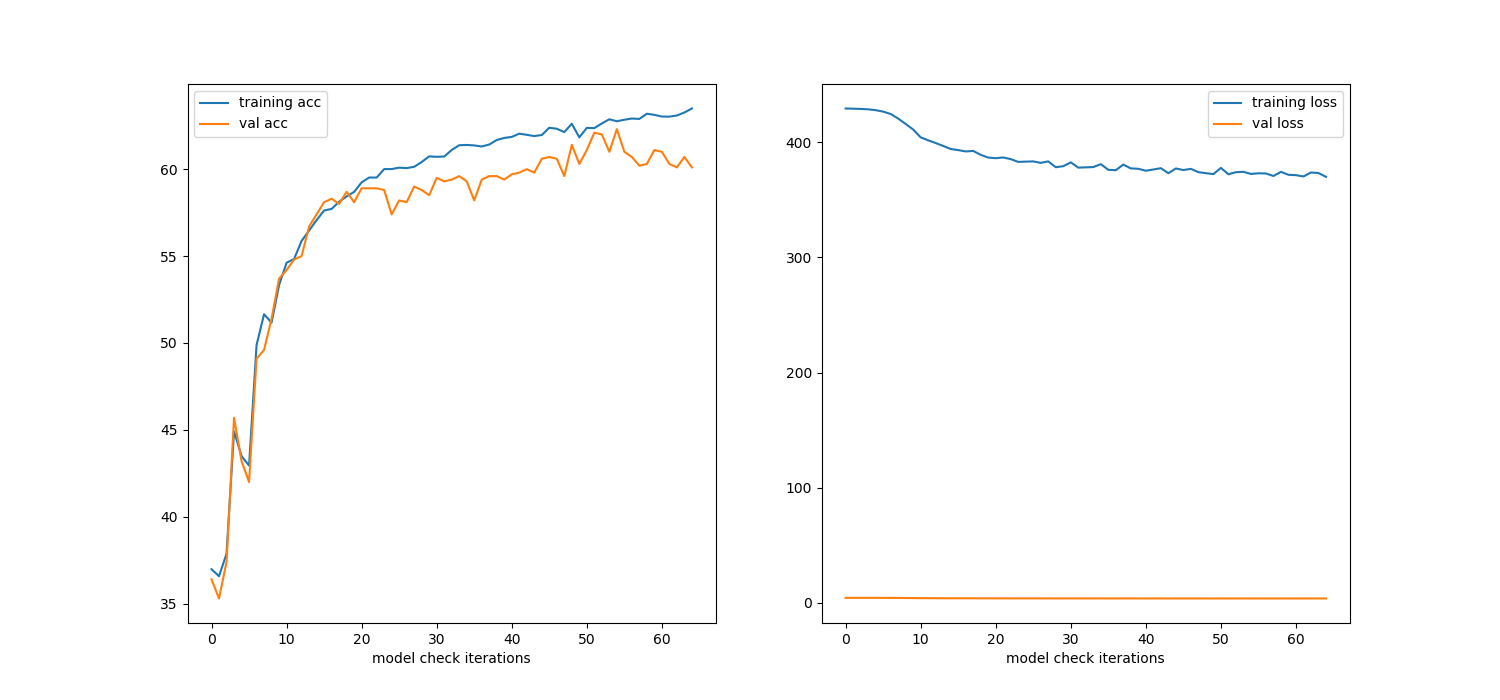 training acc
val acc
60
55
50
45
40
35
0 10 20 30 40 50 60
model check iterations
training loss
val loss
400
300
200
100
0
0 10 20 30 40 50 60
model check iterations